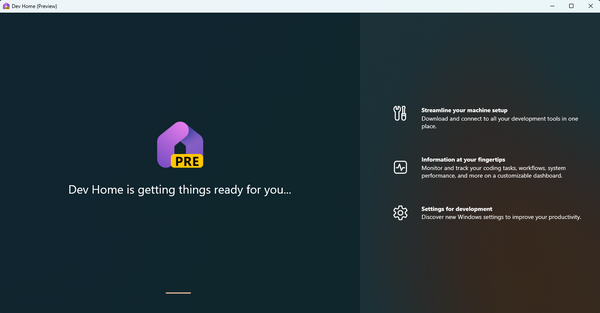 Dev Home (Preview)
PRE
Dev Home is getting things ready for you...
Streamline your machine setup
Download and connect to all your development tools in one
place.
Information at your fingertips
Monitor and track your coding tasks, workflows, system
performance, and more on a customizable dashboard.
Settings for development
Discover new Windows settings to improve your productivity.